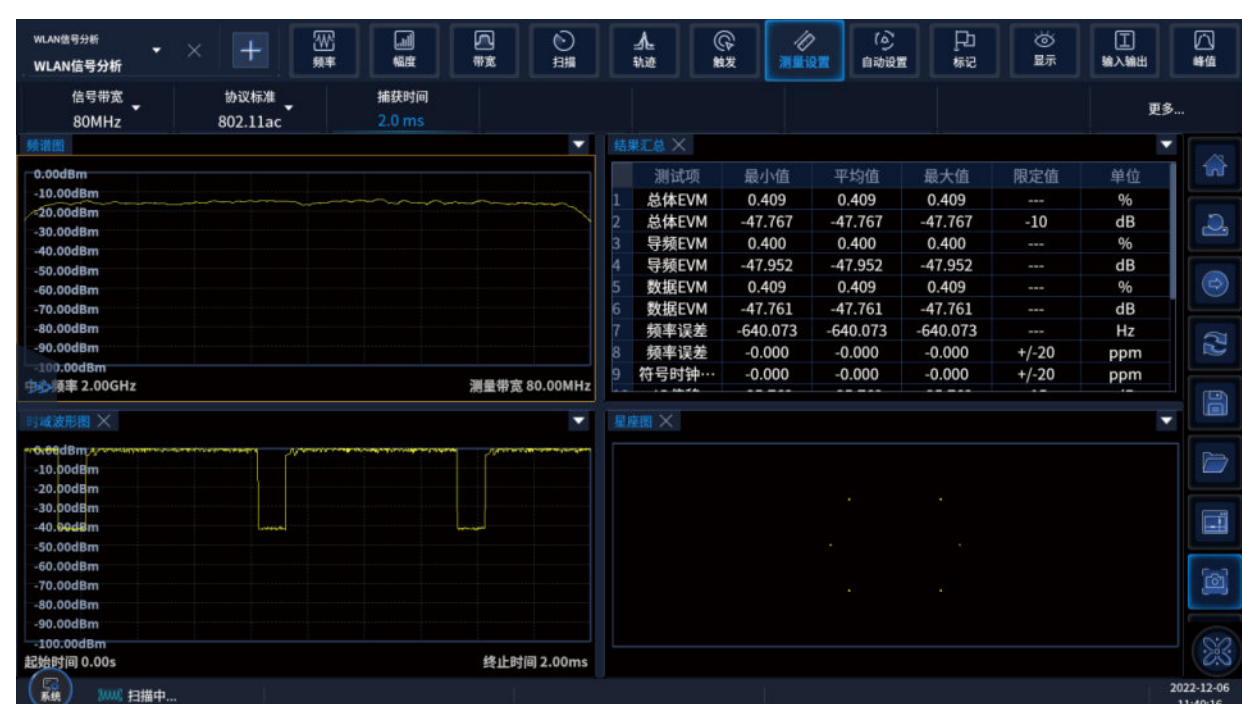 WLAN信号分析
WLAN信号分析
频率
幅度
带宽
扫描
轨迹
触发
测量设置
自动设置
标记
显示
输入输出
峰值
信号带宽
80MHz
协议标准
802.11ac
捕获时间
2.0 ms
更多...
频谱图
0.00dBm
-10.00dBm
-20.00dBm
-30.00dBm
-40.00dBm
-50.00dBm
-60.00dBm
-70.00dBm
-80.00dBm
-90.00dBm
-100.00dBm
中心频率 2.00GHz
测量带宽 80.00MHz
结果汇总
测试项 最小值 平均值 最大值 限定值 单位
1 总体EVM 0.409 0.409 0.409 --- %
2 总体EVM -47.767 -47.767 -47.767 -10 dB
3 导频EVM 0.400 0.400 0.400 --- %
4 导频EVM -47.952 -47.952 -47.952 --- dB
5 数据EVM 0.409 0.409 0.409 --- %
6 数据EVM -47.761 -47.761 -47.761 --- dB
7 频率误差 -640.073 -640.073 -640.073 --- Hz
8 频率误差 -0.000 -0.000 -0.000 +/-20 ppm
9 符号时钟… -0.000 -0.000 -0.000 +/-20 ppm
时域波形图
0.00dBm
-10.00dBm
-20.00dBm
-30.00dBm
-40.00dBm
-50.00dBm
-60.00dBm
-70.00dBm
-80.00dBm
-90.00dBm
-100.00dBm
起始时间 0.00s
终止时间 2.00ms
星座图
系统
扫描中...
2022-12-06